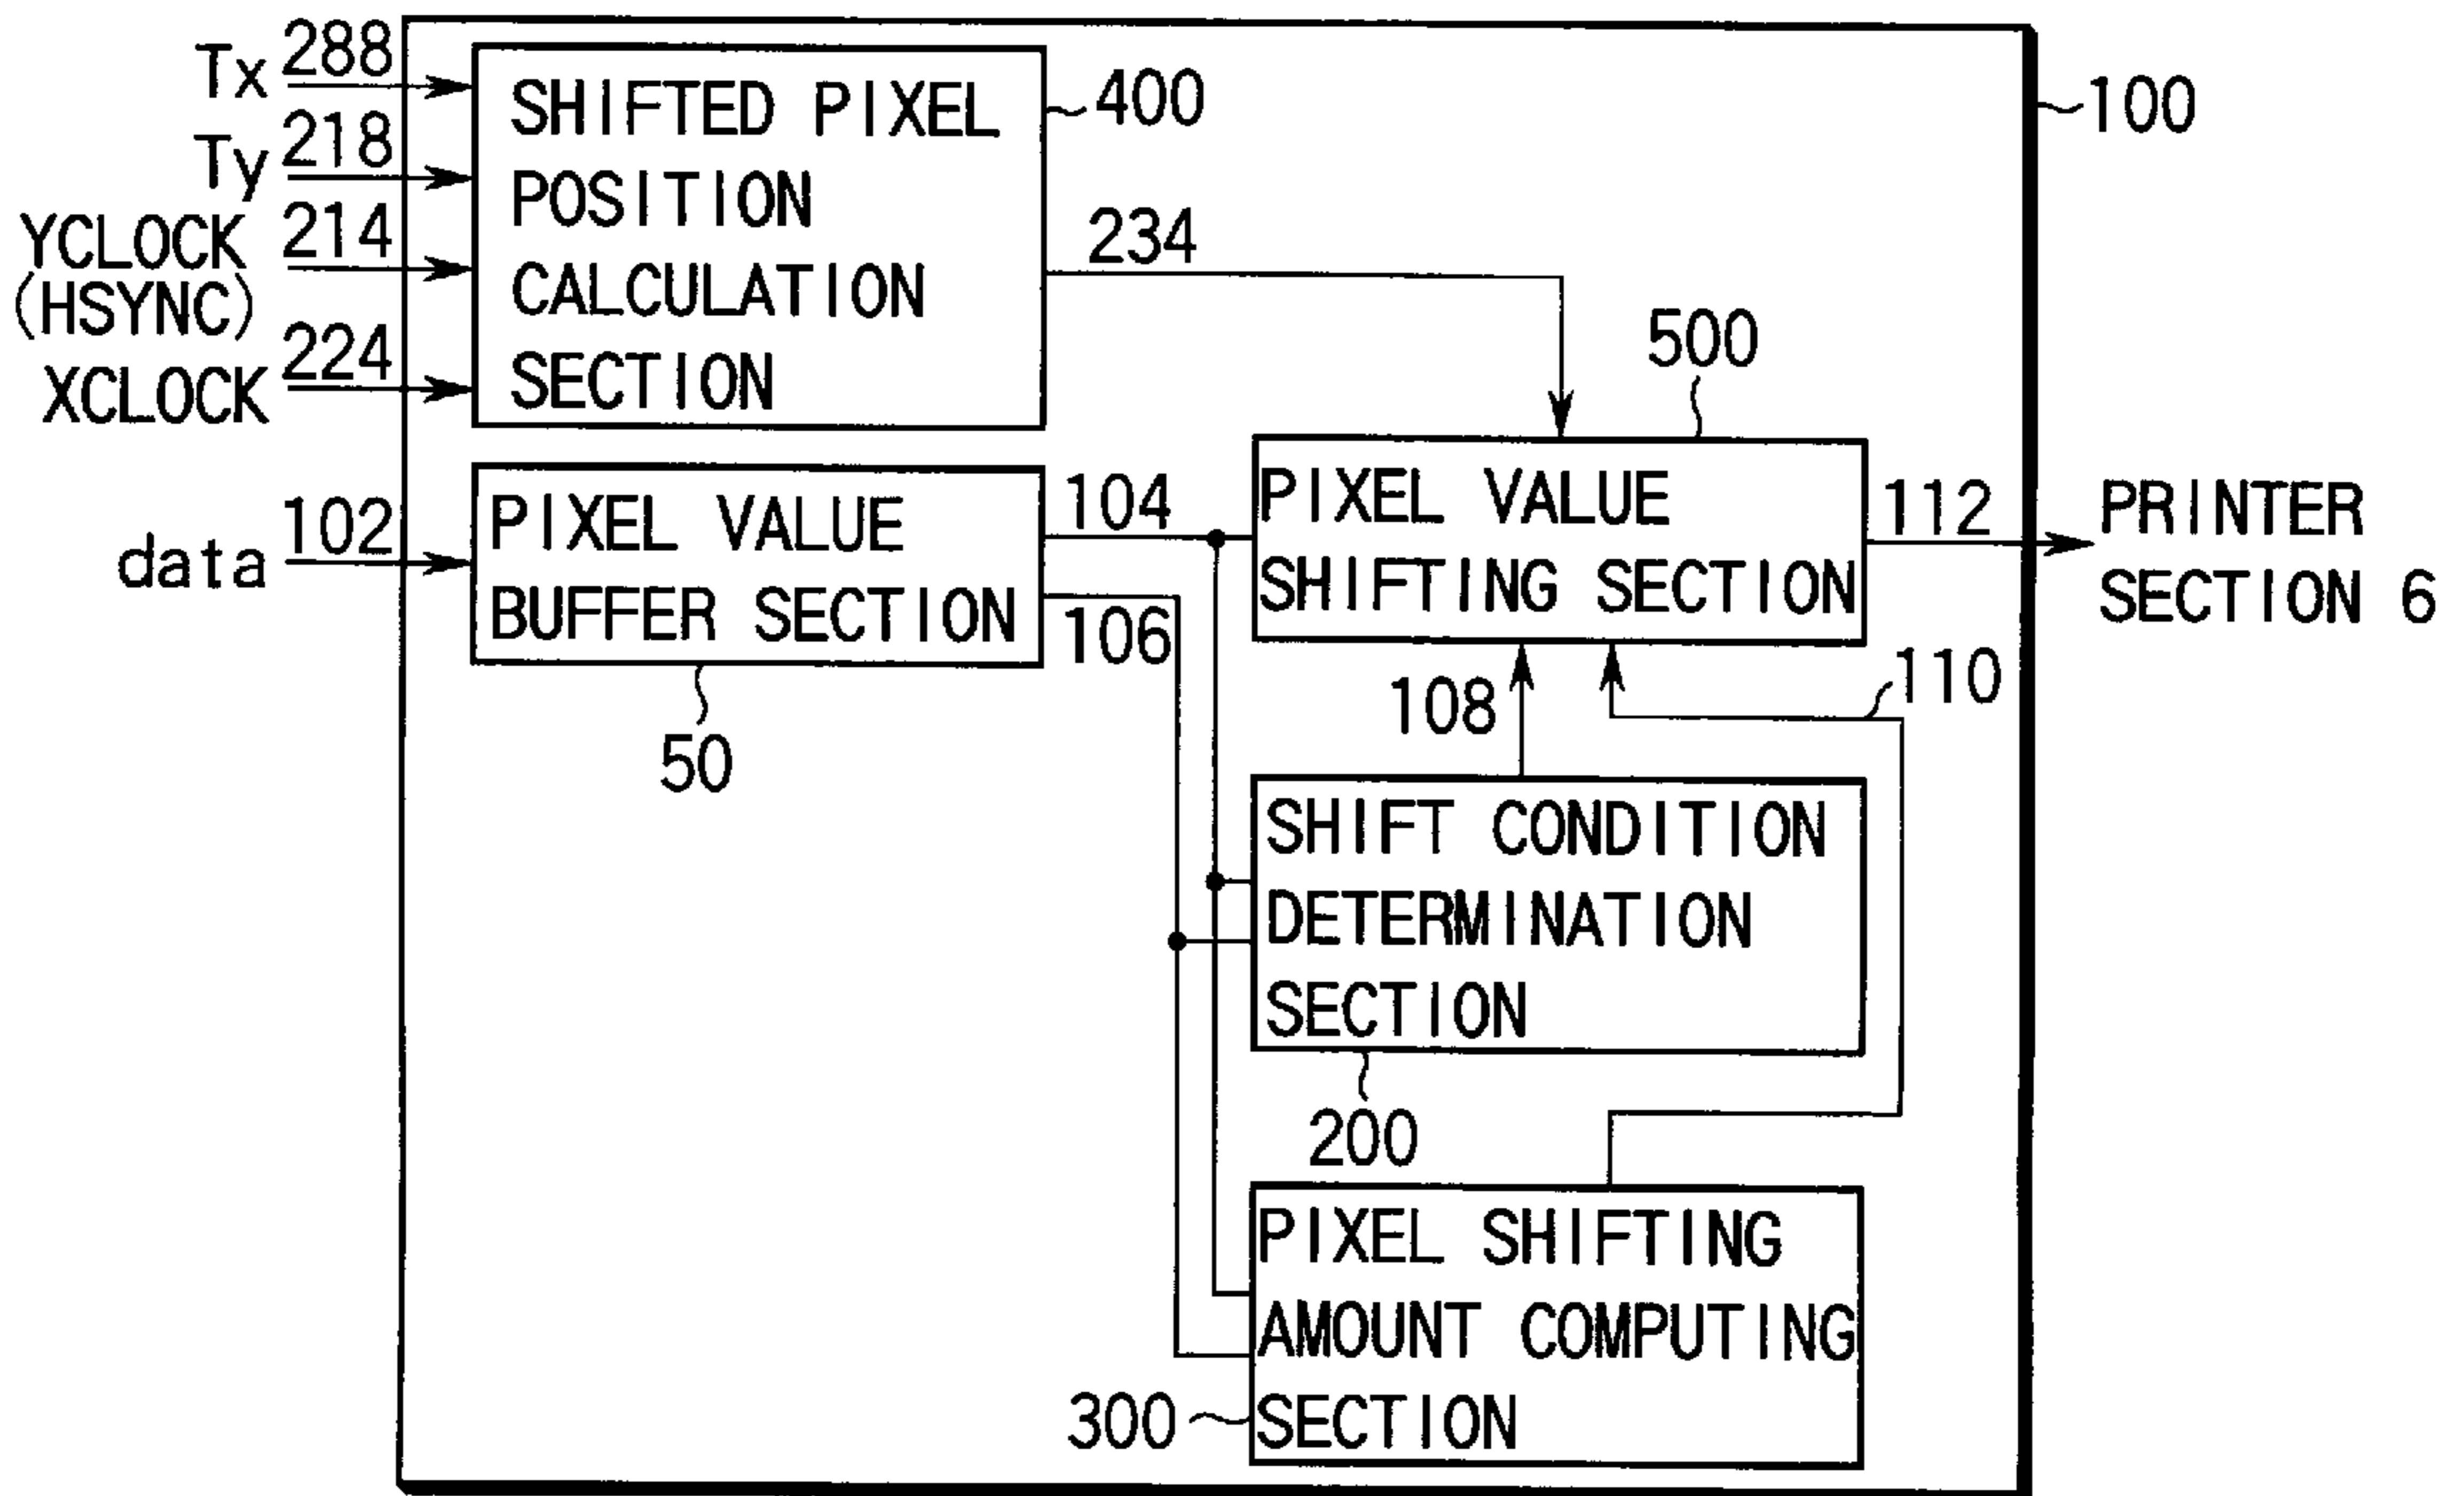 Tx 288
Ty 218
YCLOCK 214
(HSYNC)
XCLOCK 224
SHIFTED PIXEL
POSITION
CALCULATION
SECTION
400
100
234
500
data 102
PIXEL VALUE
BUFFER SECTION
50
104
106
PIXEL VALUE
SHIFTING SECTION
112
PRINTER
SECTION 6
108
110
SHIFT CONDITION
DETERMINATION
SECTION
200
PIXEL SHIFTING
AMOUNT COMPUTING
SECTION
300